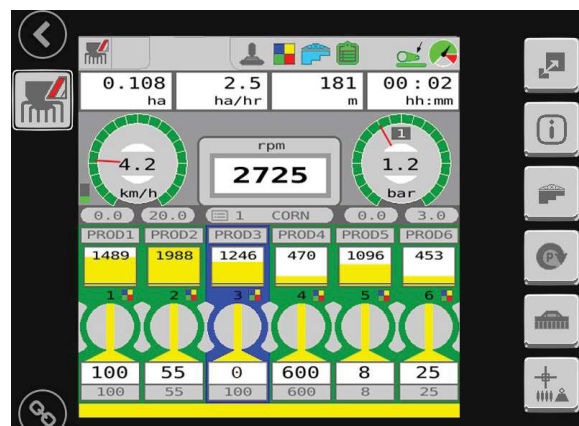 0.108 2.5 181 00:02
ha ha/hr m hh:mm
rpm
1
4.2 2725 1.2
km/h bar
0.0 20.0 1 CORN 0.0 3.0
PROD1 PROD2 PROD3 PROD4 PROD5 PROD6
1489 1988 1246 470 1096 453
1 2 3 4 5 6
100 55 0 600 8 25
100 55 100 600 8 25
i
P